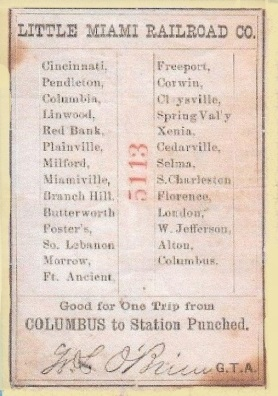 LITTLE MIAMI RAILROAD CO.
Cincinnati,
Pendleton,
Columbia,
Linwood,
Red Bank,
Plainville,
Milford,
Miamiville,
Branch Hill.
Butterworth
Foster's,
So. Lebanon
Morrow,
Ft. Ancient,
5113
Freeport,
Corwin,
Claysville,
Spring Val'y
Xenia,
Cedarville,
Selma,
S.Charleston
Florence,
London,
W. Jefferson,
Alton,
Columbus.
Good for One Trip from
COLUMBUS to Station Punched.
O'Brien G.T.A.